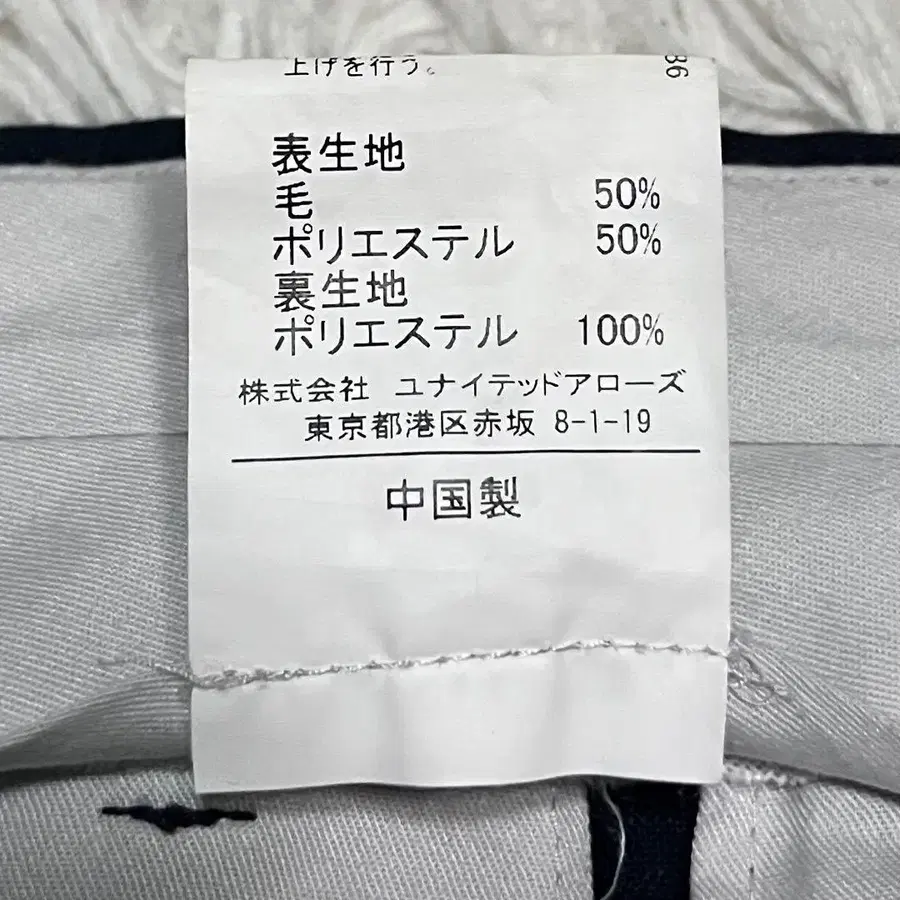 上げを行う。
86
表生地
毛 50%
ポリエステル 50%
裏生地
ポリエステル 100%
株式会社 ユナイテッドアローズ
東京都港区赤坂 8-1-19
中国製